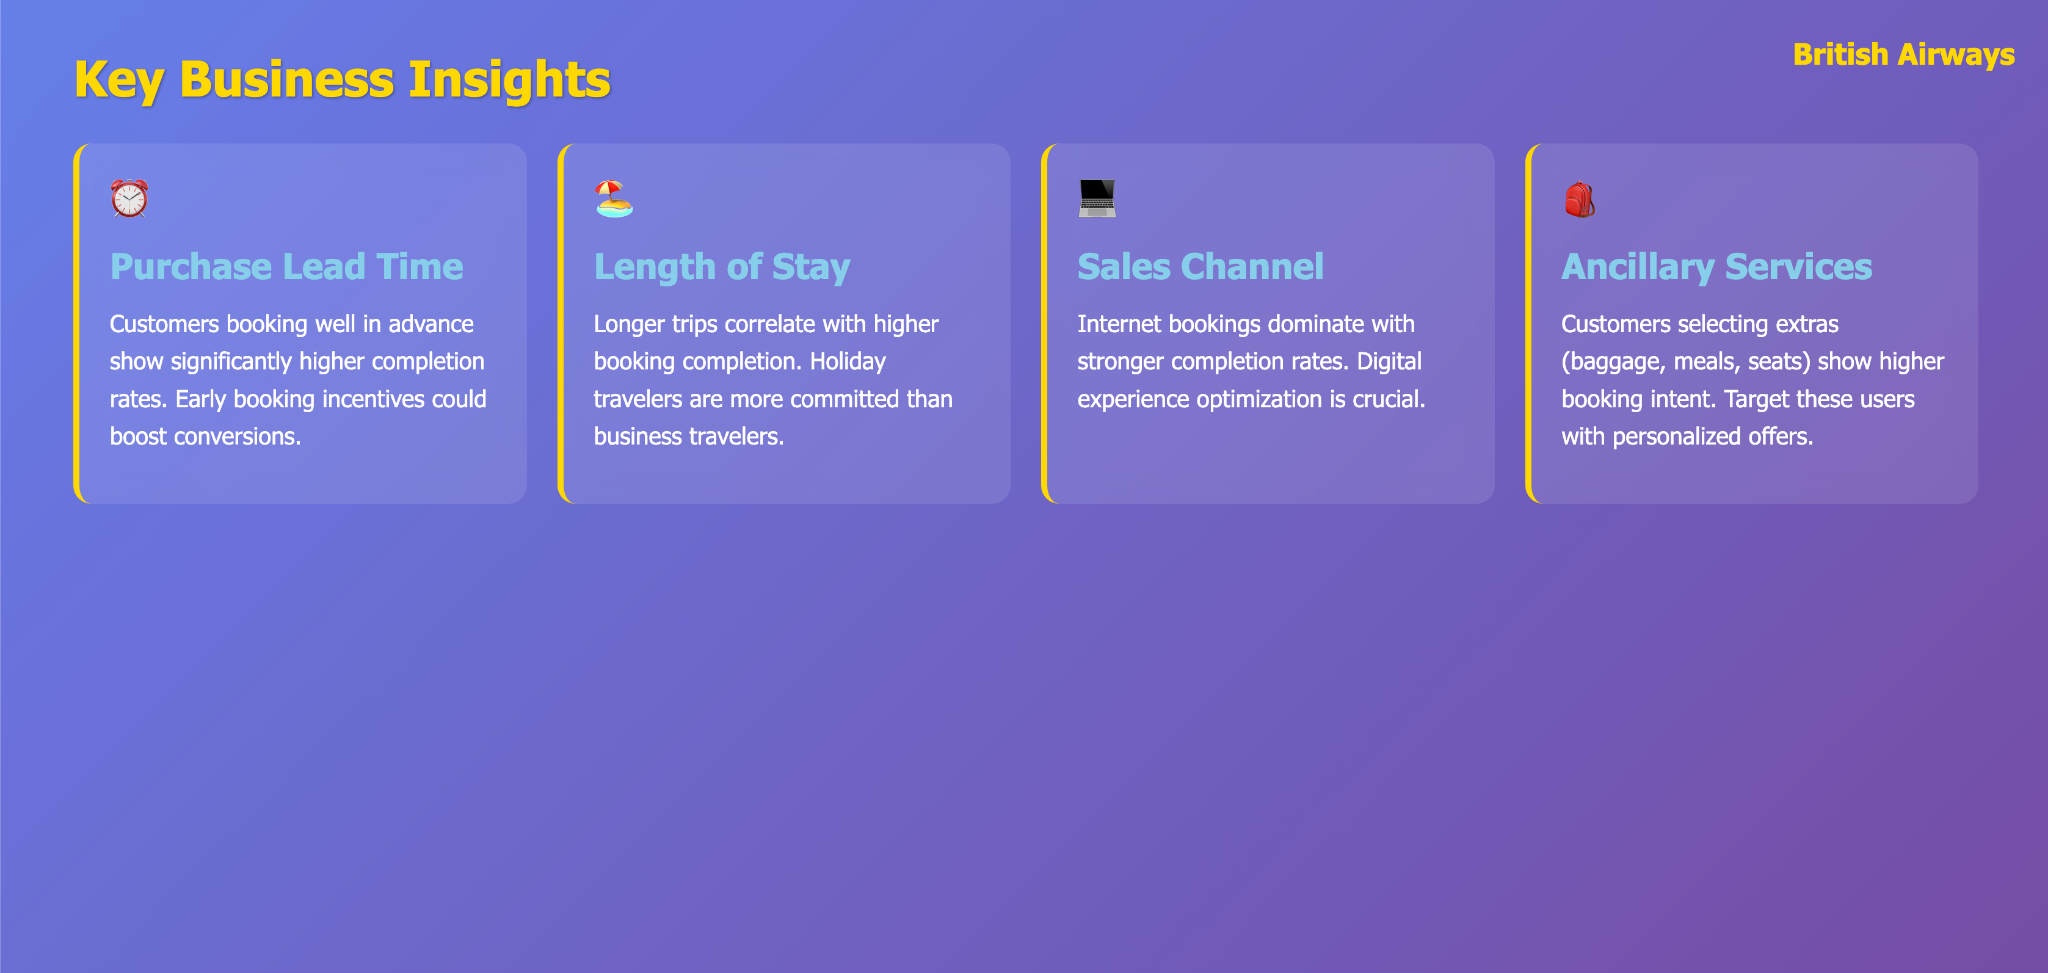 Key Business Insights
British Airways
Purchase Lead Time
Customers booking well in advance
show significantly higher completion
rates. Early booking incentives could
boost conversions.
Length of Stay
Longer trips correlate with higher
booking completion. Holiday
travelers are more committed than
business travelers.
Sales Channel
Internet bookings dominate with
stronger completion rates. Digital
experience optimization is crucial.
Ancillary Services
Customers selecting extras
(baggage, meals, seats) show higher
booking intent. Target these users
with personalized offers.